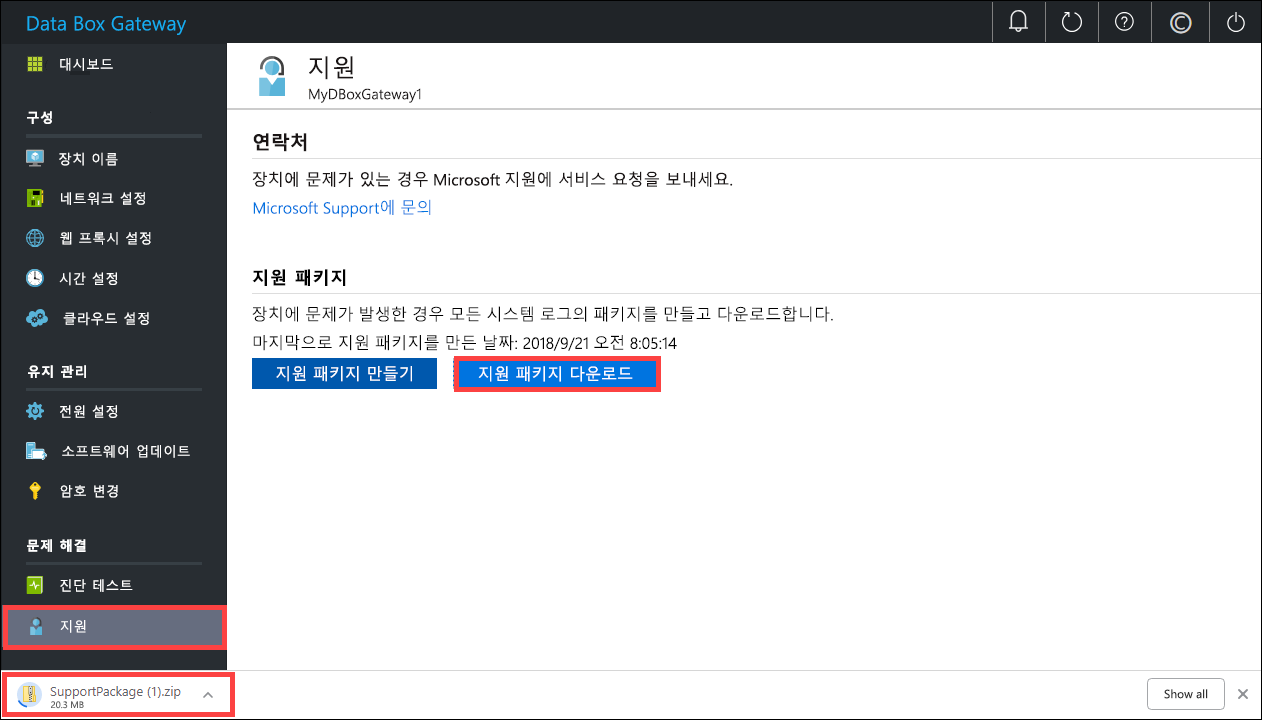 Data Box Gateway
대시보드
구성
장치 이름
네트워크 설정
웹 프록시 설정
시간 설정
클라우드 설정
유지 관리
전원 설정
소프트웨어 업데이트
암호 변경
문제 해결
진단 테스트
지원
지원
MyDBoxGateway1
연락처
장치에 문제가 있는 경우 Microsoft 지원에 서비스 요청을 보내세요.
Microsoft Support에 문의
지원 패키지
장치에 문제가 발생한 경우 모든 시스템 로그의 패키지를 만들고 다운로드합니다.
마지막으로 지원 패키지를 만든 날짜: 2018/9/21 오전 8:05:14
지원 패키지 만들기
지원 패키지 다운로드
SupportPackage (1).zip
20.3 MB
Show all